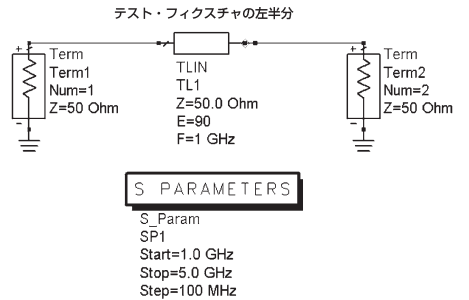 テスト・フィクスチャの左半分
+
Term
Term1
Num=1
Z=50 Ohm
-
TLIN
TL1
Z=50.0 Ohm
E=90
F=1 GHz
+
Term
Term2
Num=2
Z=50 Ohm
-
S PARAMETERS
S_Param
SP1
Start=1.0 GHz
Stop=5.0 GHz
Step=100 MHz